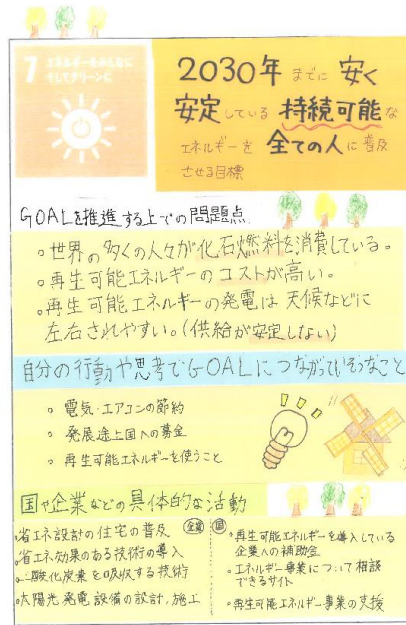 7 エネルギーをみんなに
そしてクリーンに
2030年までに 安く
安定している 持続可能な
エネルギーを 全ての人に普及
させる目標
GOALを推進する上での問題点
。世界の多くの人々が化石燃料を消費している。
。再生可能エネルギーのコストが高い。
。再生可能エネルギーの発電は天候などに
左右されやすい。(供給が安定しない)
自分の行動や思考でGOALにつながっていそうなこと
。電気・エアコンの節約
。発展途上国への募金
。再生可能エネルギーを使うこと
国や企業などの具体的な活動
企業
。省エネ設計の住宅の普及
。省エネ効果のある技術の導入
。二酸化炭素を吸収する技術
。太陽光発電設備の設計、施工
国
。再生可能エネルギーを導入している
企業への補助金
。エネルギー事業について相談
できるサイト
。再生可能エネルギー事業の支援